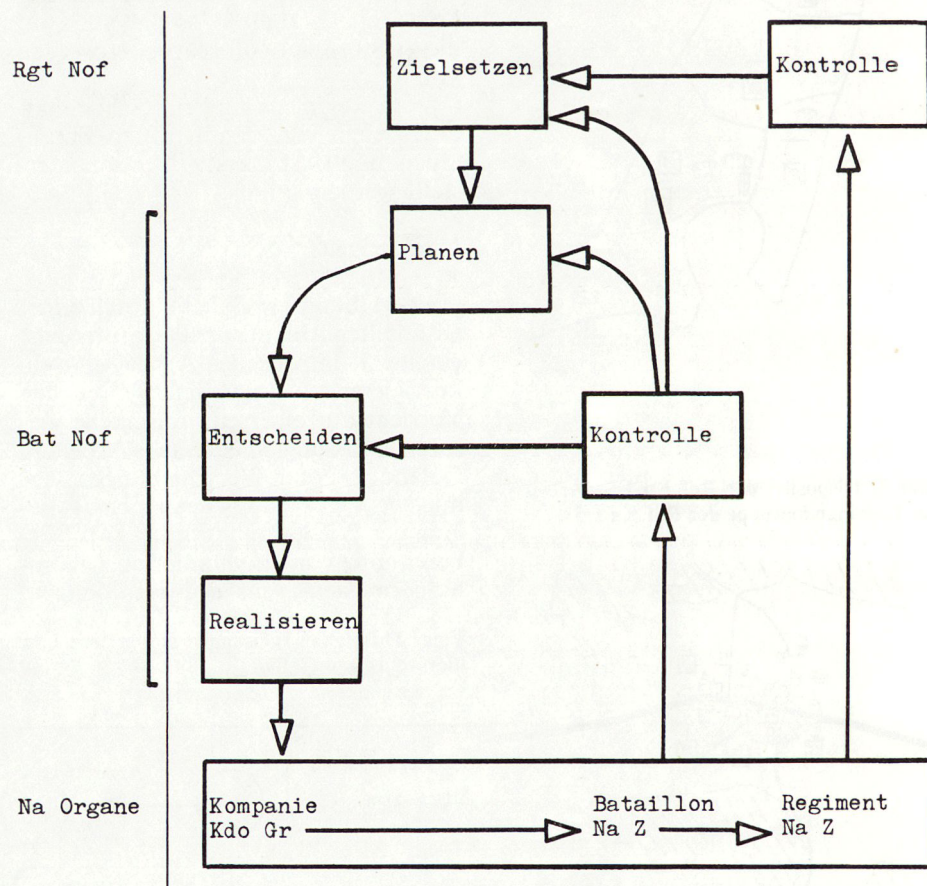 Rgt Nof
Zielsetzen
Kontrolle
Planen
Bat Nof
Entscheiden
Kontrolle
Realisieren
Na Organe
Kompanie
Kdo Gr
Bataillon
Na Z
Regiment
Na Z